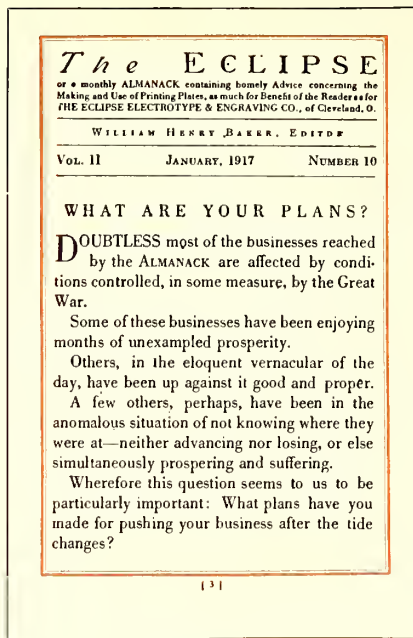 The ECLIPSE
or a monthly ALMANACK containing homely Advice concerning the
Making and Use of Printing Plates, as much for Benefit of the Reader as for
THE ECLIPSE ELECTROTYPE & ENGRAVING CO., of Cleveland, O.
WILLIAM HENRY BAKER, EDITOR
VOL. II JANUARY, 1917 NUMBER 10
WHAT ARE YOUR PLANS?
DOUBTLESS most of the businesses reached
by the ALMANACK are affected by condi-
tions controlled, in some measure, by the Great
War.
Some of these businesses have been enjoying
months of unexampled prosperity.
Others, in the eloquent vernacular of the
day, have been up against it good and proper.
A few others, perhaps, have been in the
anomalous situation of not knowing where they
were at—neither advancing nor losing, or else
simultaneously prospering and suffering.
Wherefore this question seems to us to be
particularly important: What plans have you
made for pushing your business after the tide
changes?
[3]